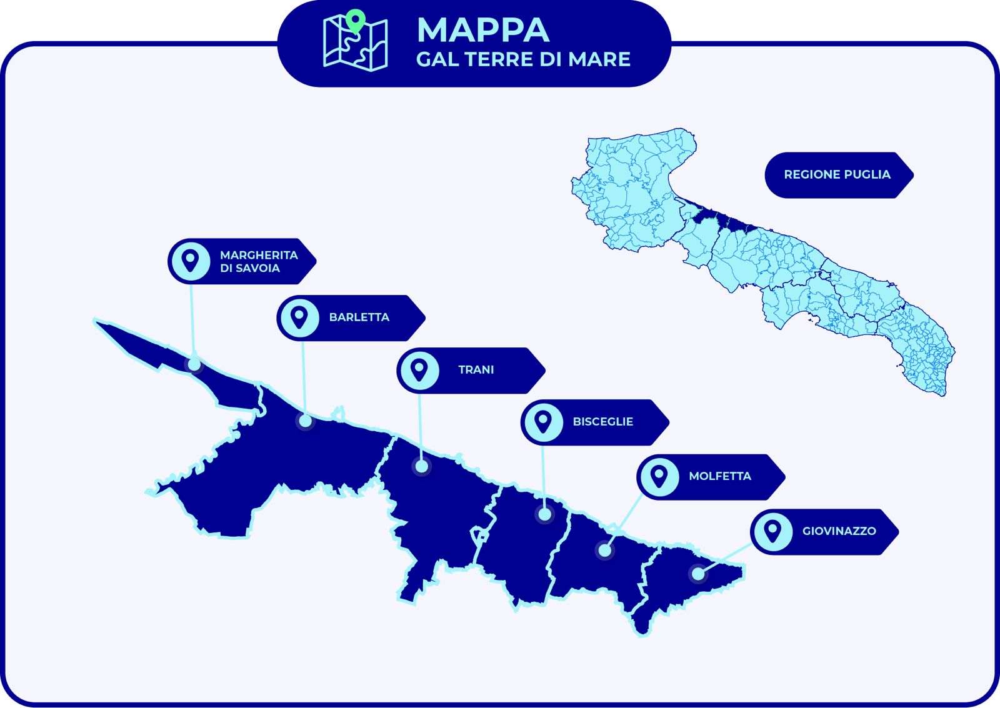 MAPPA
GAL TERRE DI MARE
REGIONE PUGLIA
MARGHERITA
DI SAVOIA
BARLETTA
TRANI
BISCEGLIE
MOLFETTA
GIOVINAZZO